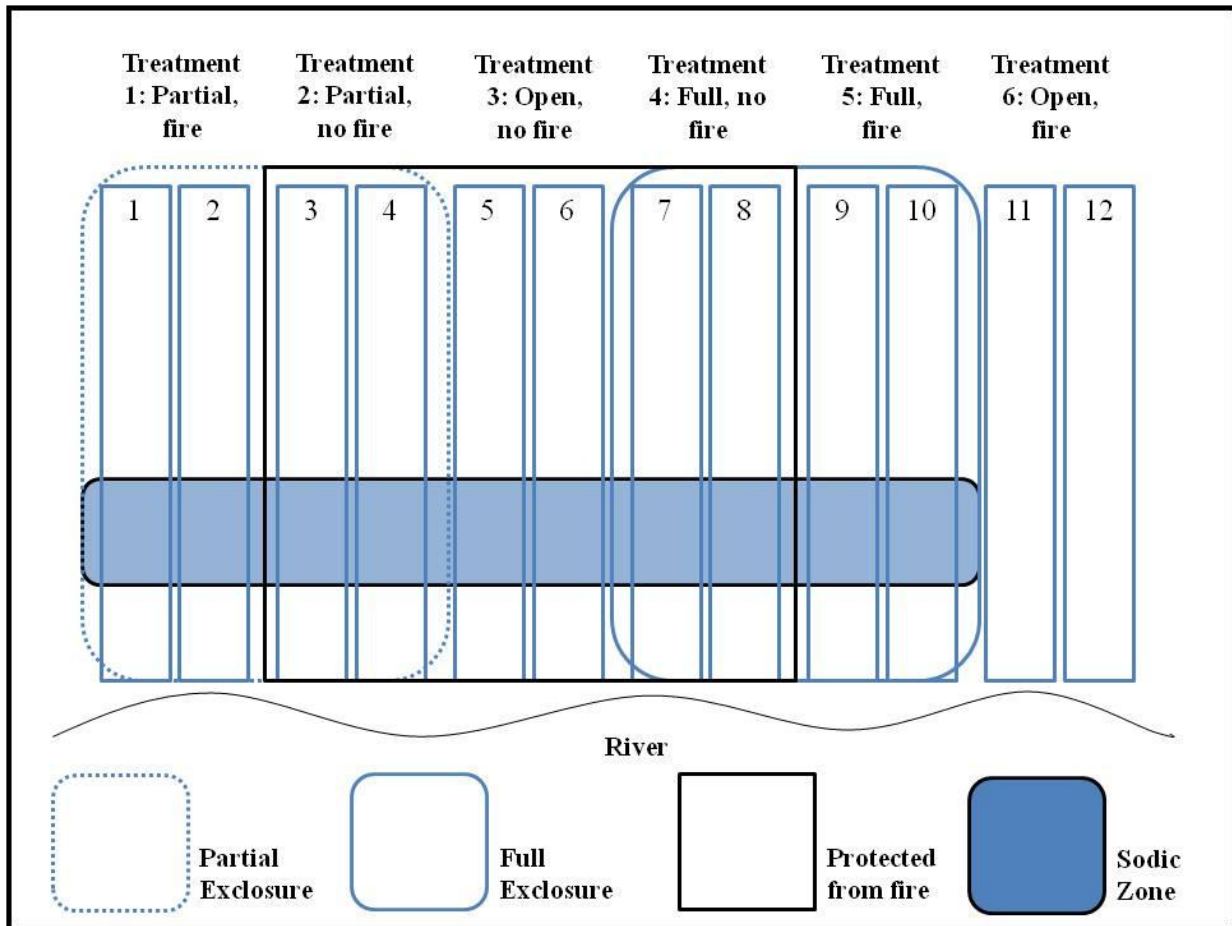 Treatment
1: Partial,
fire
Treatment
2: Partial,
no fire
Treatment
3: Open,
no fire
Treatment
4: Full, no
fire
Treatment
5: Full,
fire
Treatment
6: Open,
fire
1 2 3 4 5 6 7 8 9 10 11 12
River
Partial
Exclosure
Full
Exclosure
Protected
from fire
Sodic
Zone